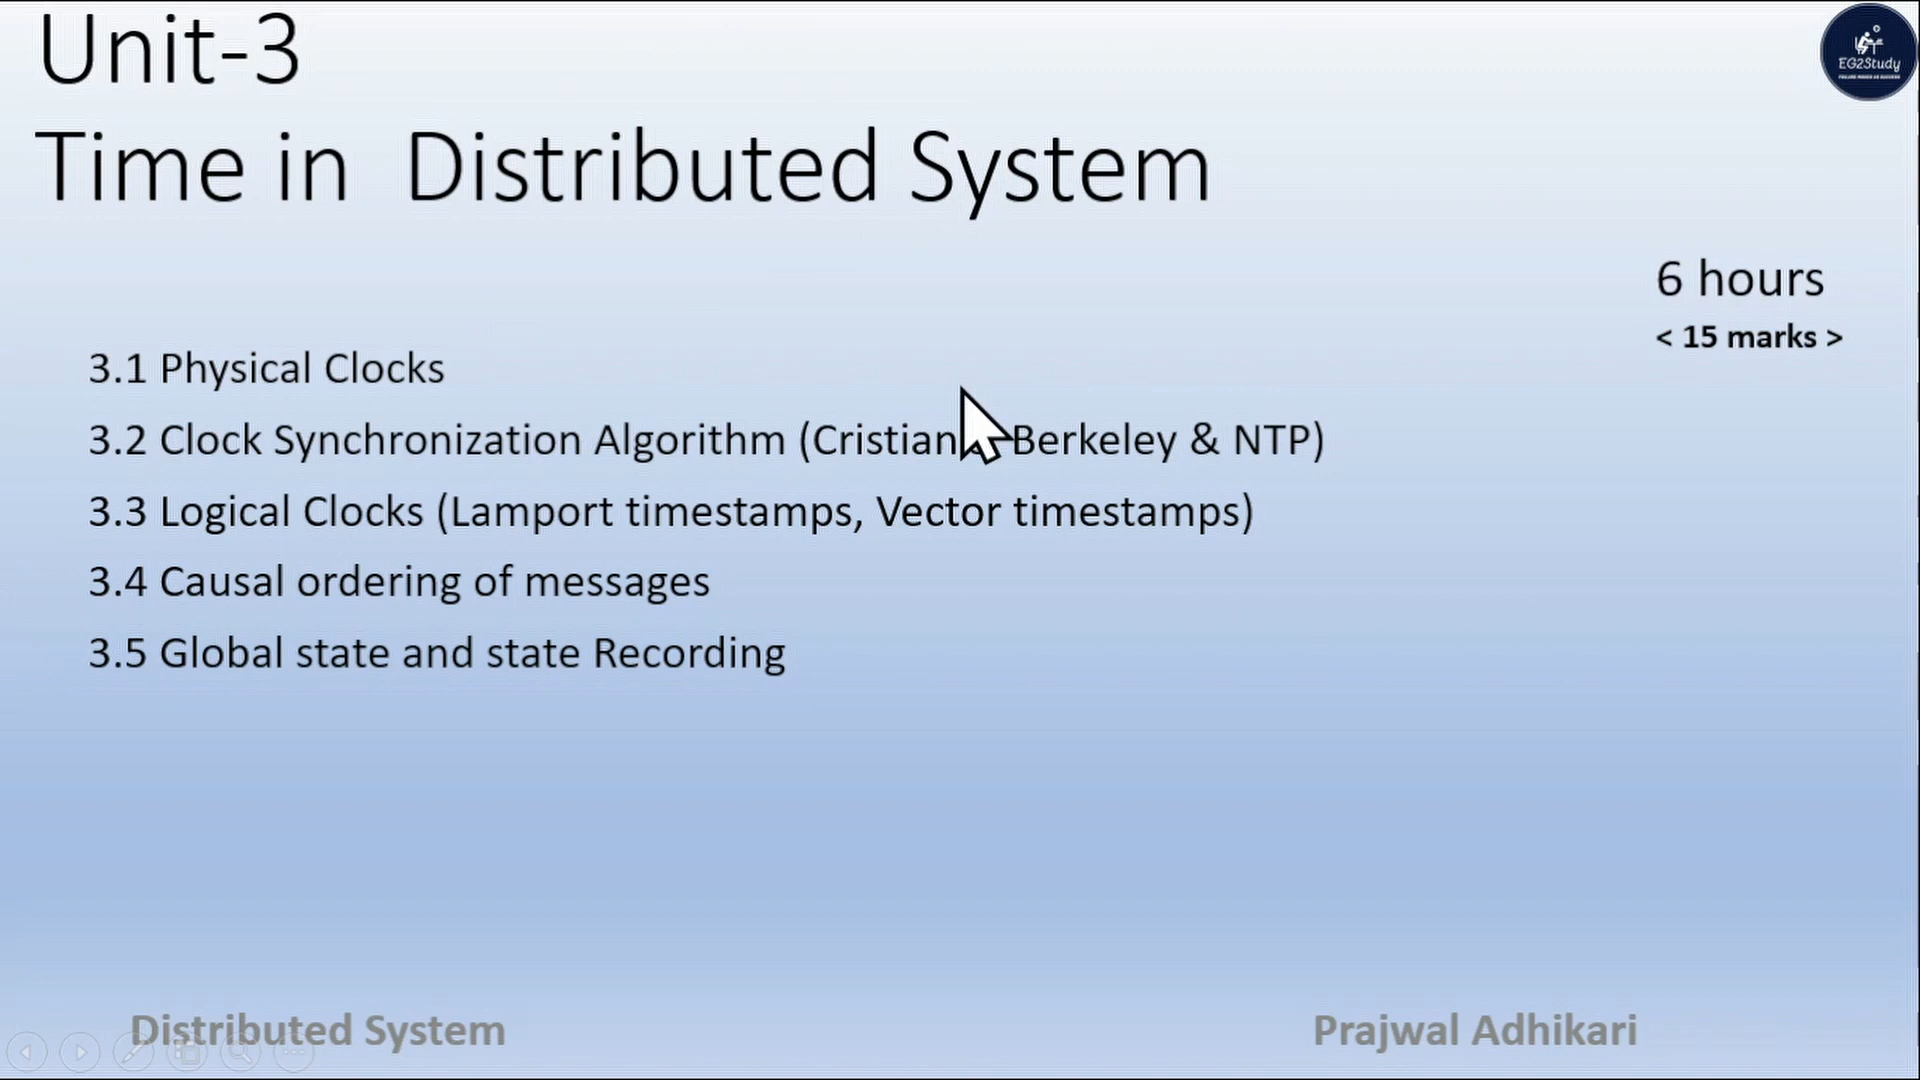 Unit-3
EG2Study
Time in Distributed System
6 hours
< 15 marks >
3.1 Physical Clocks
3.2 Clock Synchronization Algorithm (Cristian Berkeley & NTP)
3.3 Logical Clocks (Lamport timestamps, Vector timestamps)
3.4 Causal ordering of messages
3.5 Global state and state Recording
Distributed System
Prajwal Adhikari